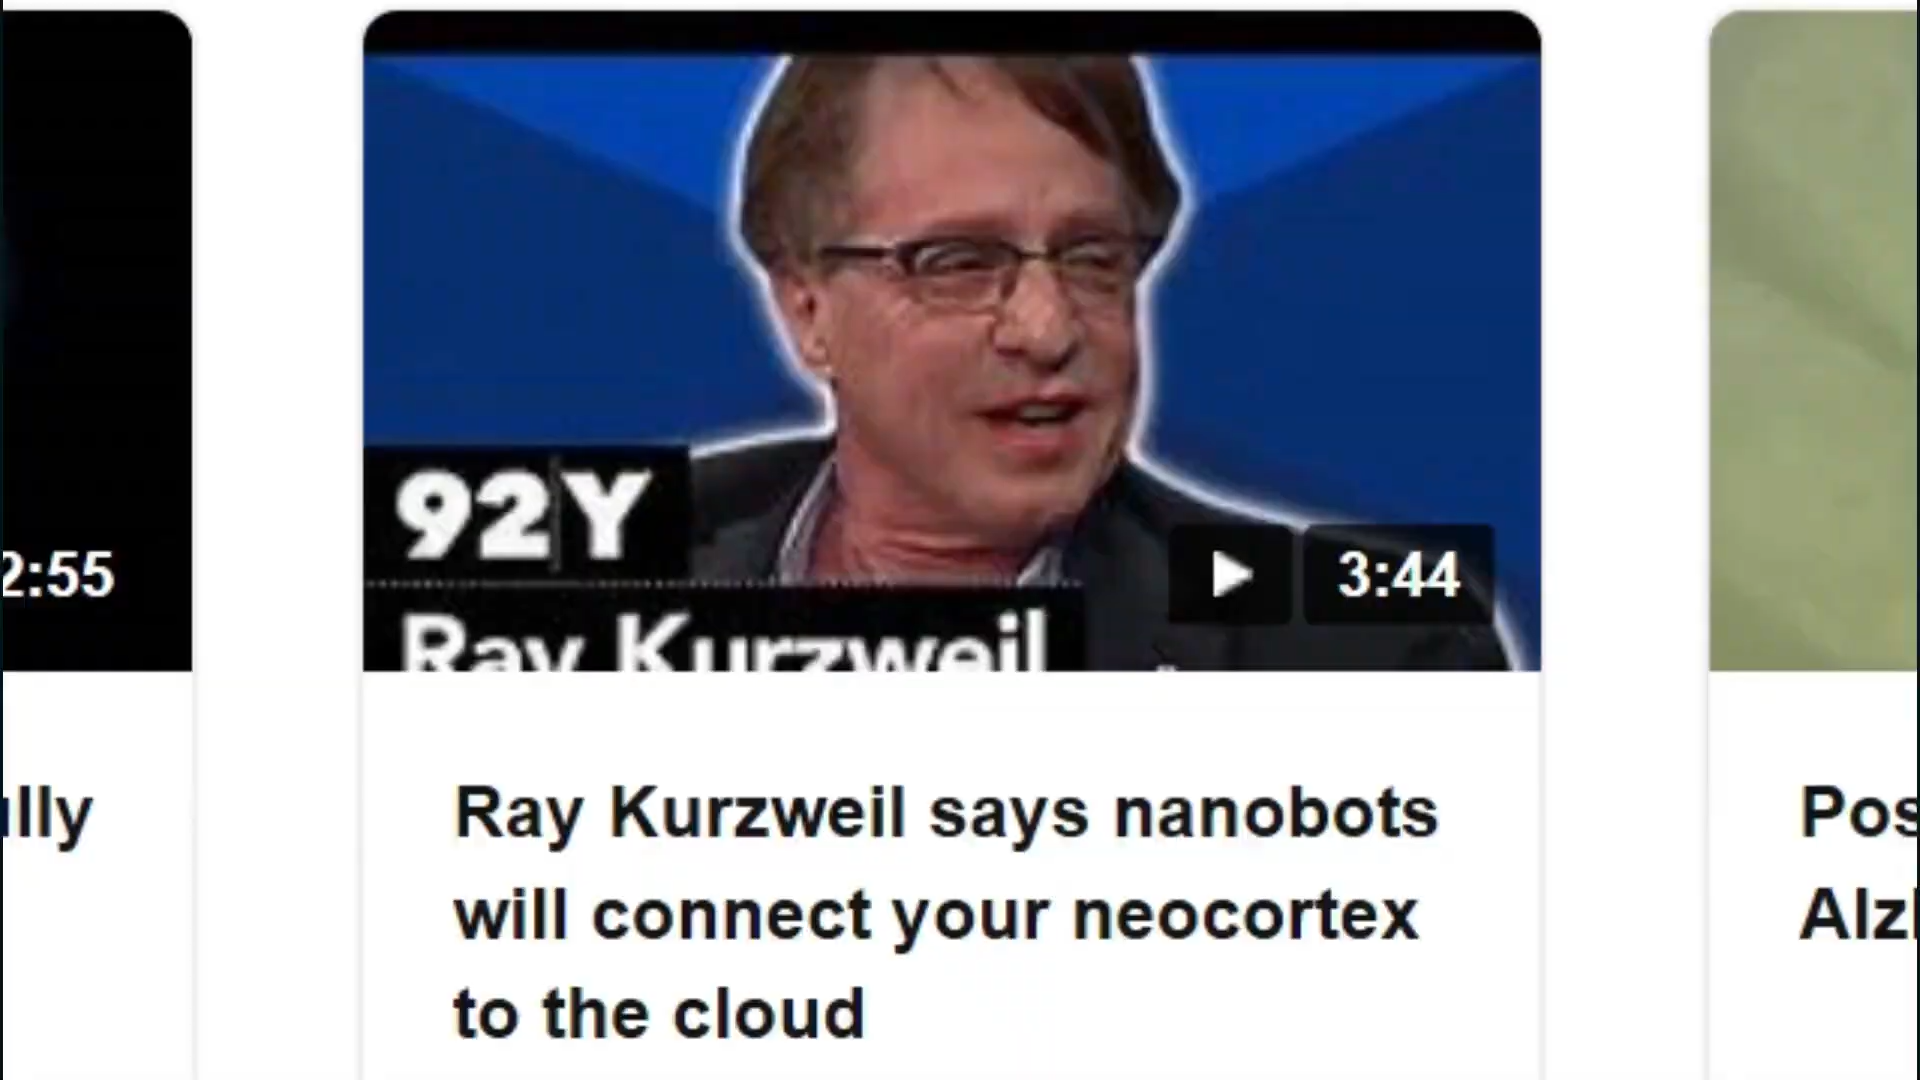 2:55
92Y
3:44
Ray Kurzweil
ully
Ray Kurzweil says nanobots
will connect your neocortex
to the cloud
Pos
Alz